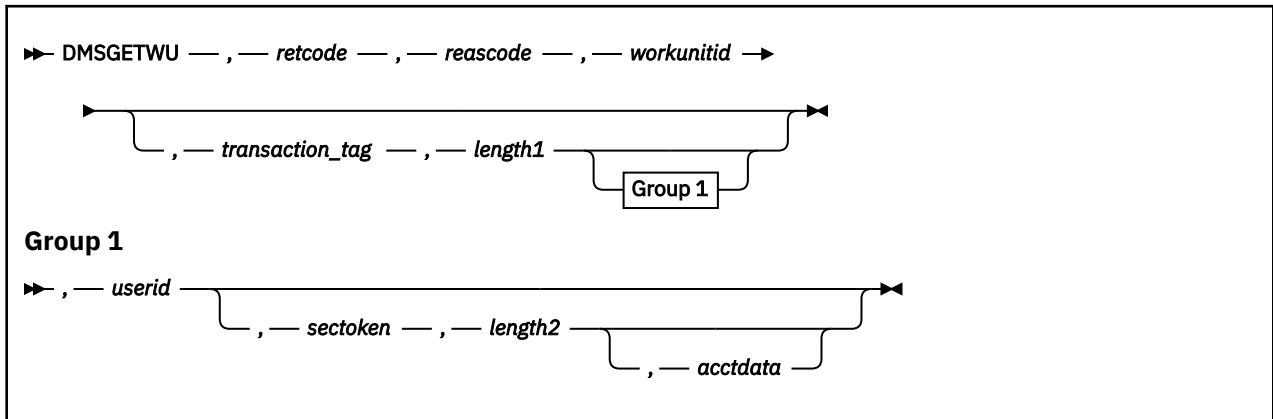 DMSGETWU , retcode , reascode , workunitid
, transaction_tag , length1
Group 1
Group 1
, userid
, sectoken , length2
, acctdata